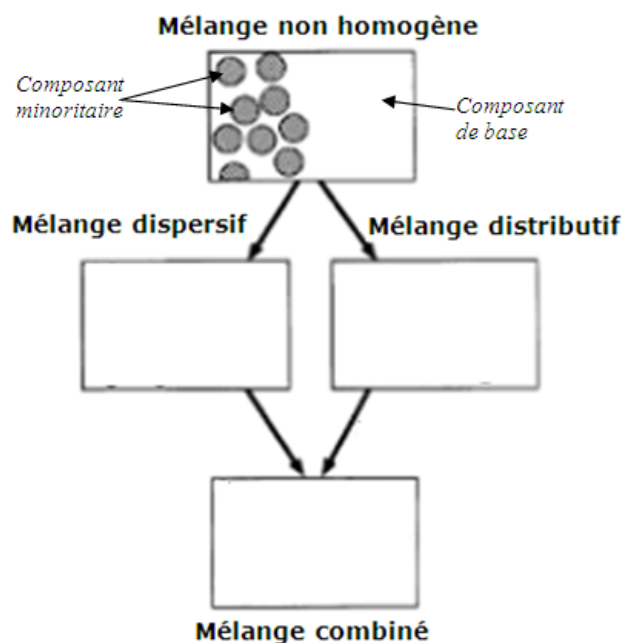 Mélange non homogène
Composant
minoritaire
Composant
de base
Mélange dispersif
Mélange distributif
Mélange combiné